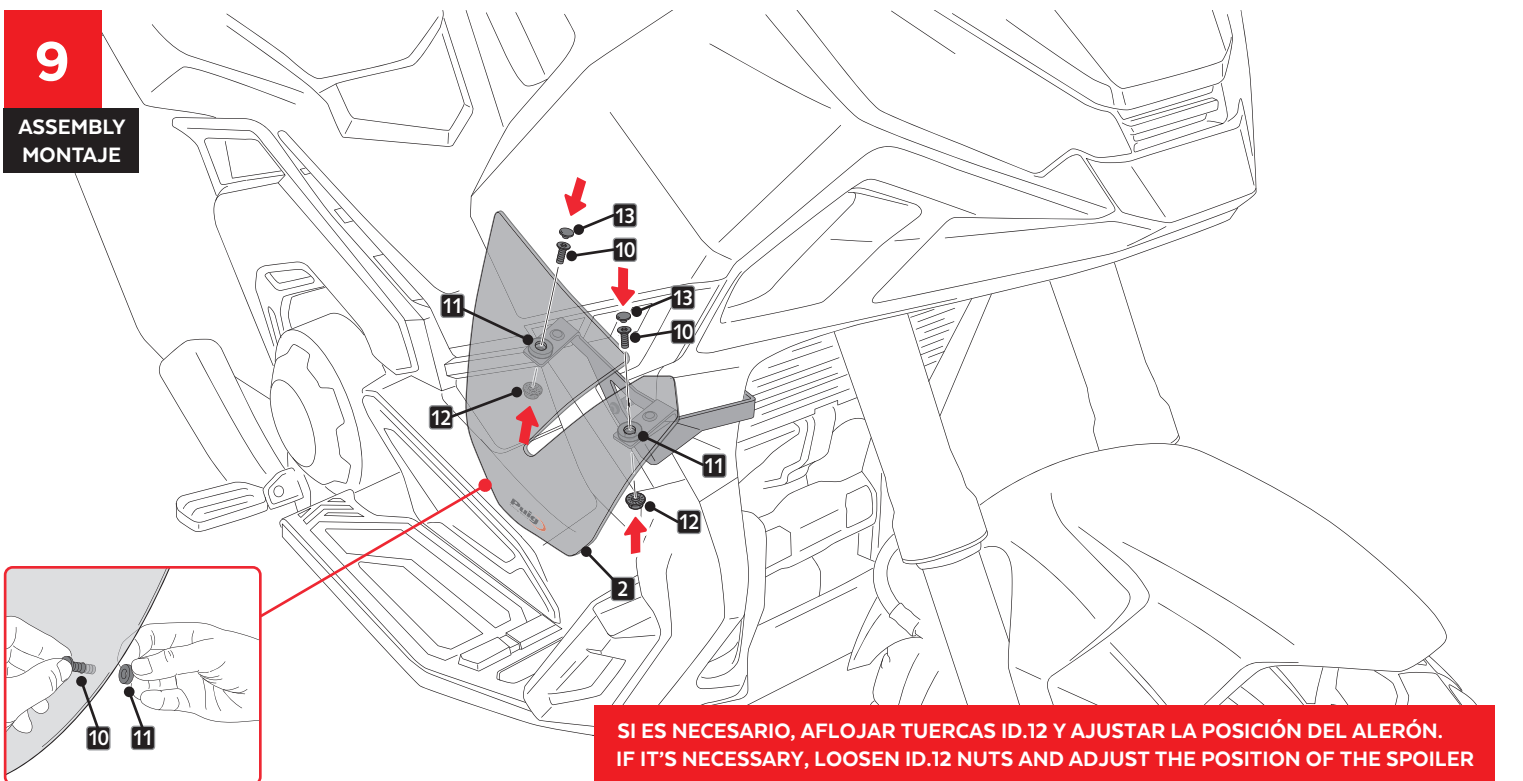 9
ASSEMBLY
MONTAJE
13
10
11
13
10
12
11
12
Puig
2
10
11
SI ES NECESARIO, AFLOJAR TUERCAS ID.12 Y AJUSTAR LA POSICIÓN DEL ALERÓN.
IF IT'S NECESSARY, LOOSEN ID.12 NUTS AND ADJUST THE POSITION OF THE SPOILER